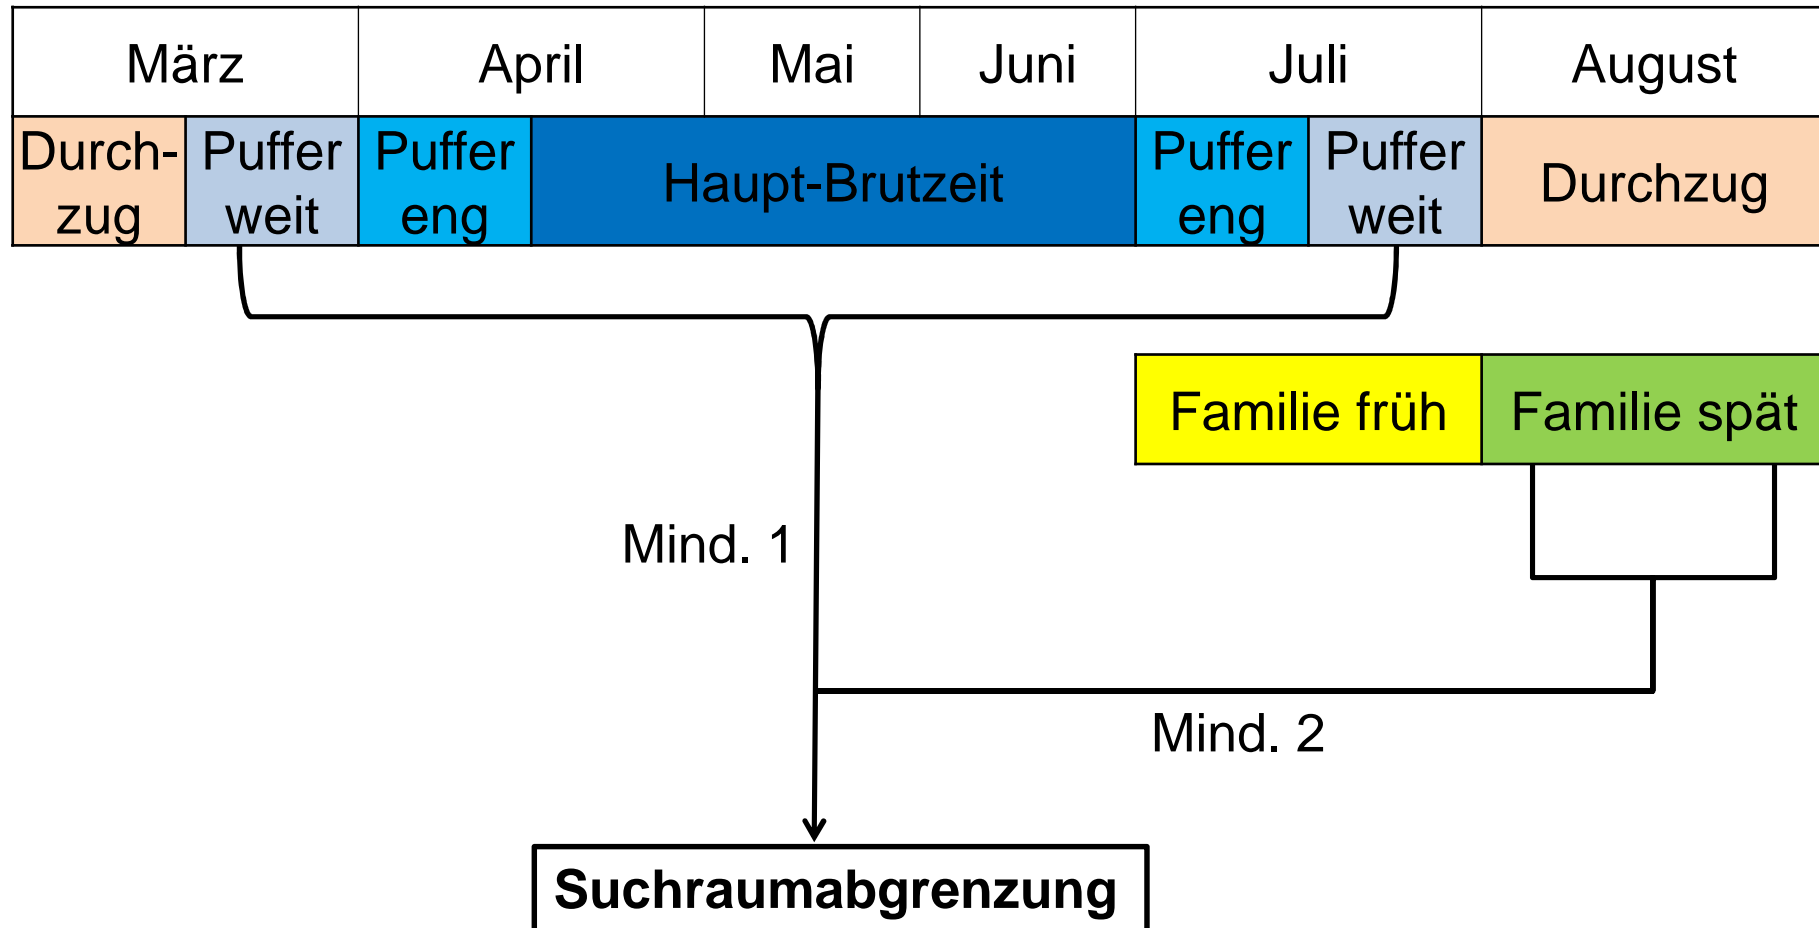 März April Mai Juni Juli August
Durch-
zug
Puffer
weit
Puffer
eng
Haupt-Brutzeit
Puffer
eng
Puffer
weit
Durchzug
Familie früh
Familie spät
Mind. 1
Mind. 2
Suchraumabgrenzung